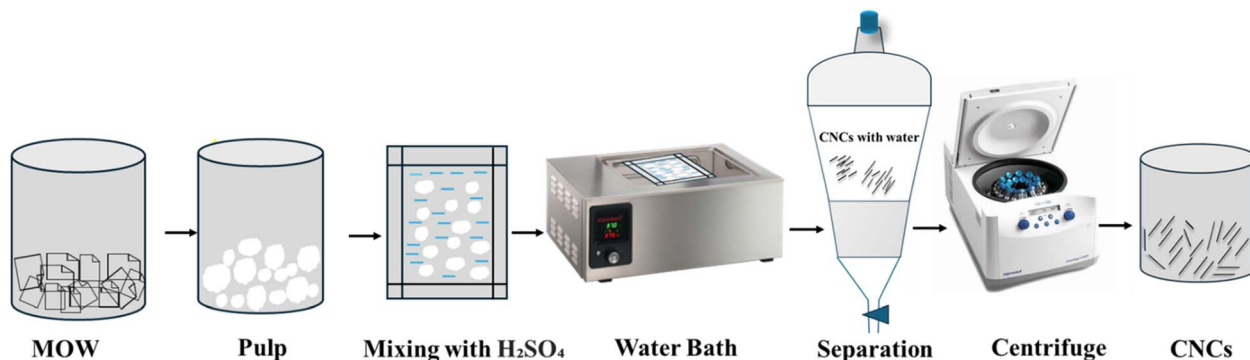 CNCs with water
MOW
Pulp
Mixing with H₂SO₄
Water Bath
Separation
Centrifuge
CNCs